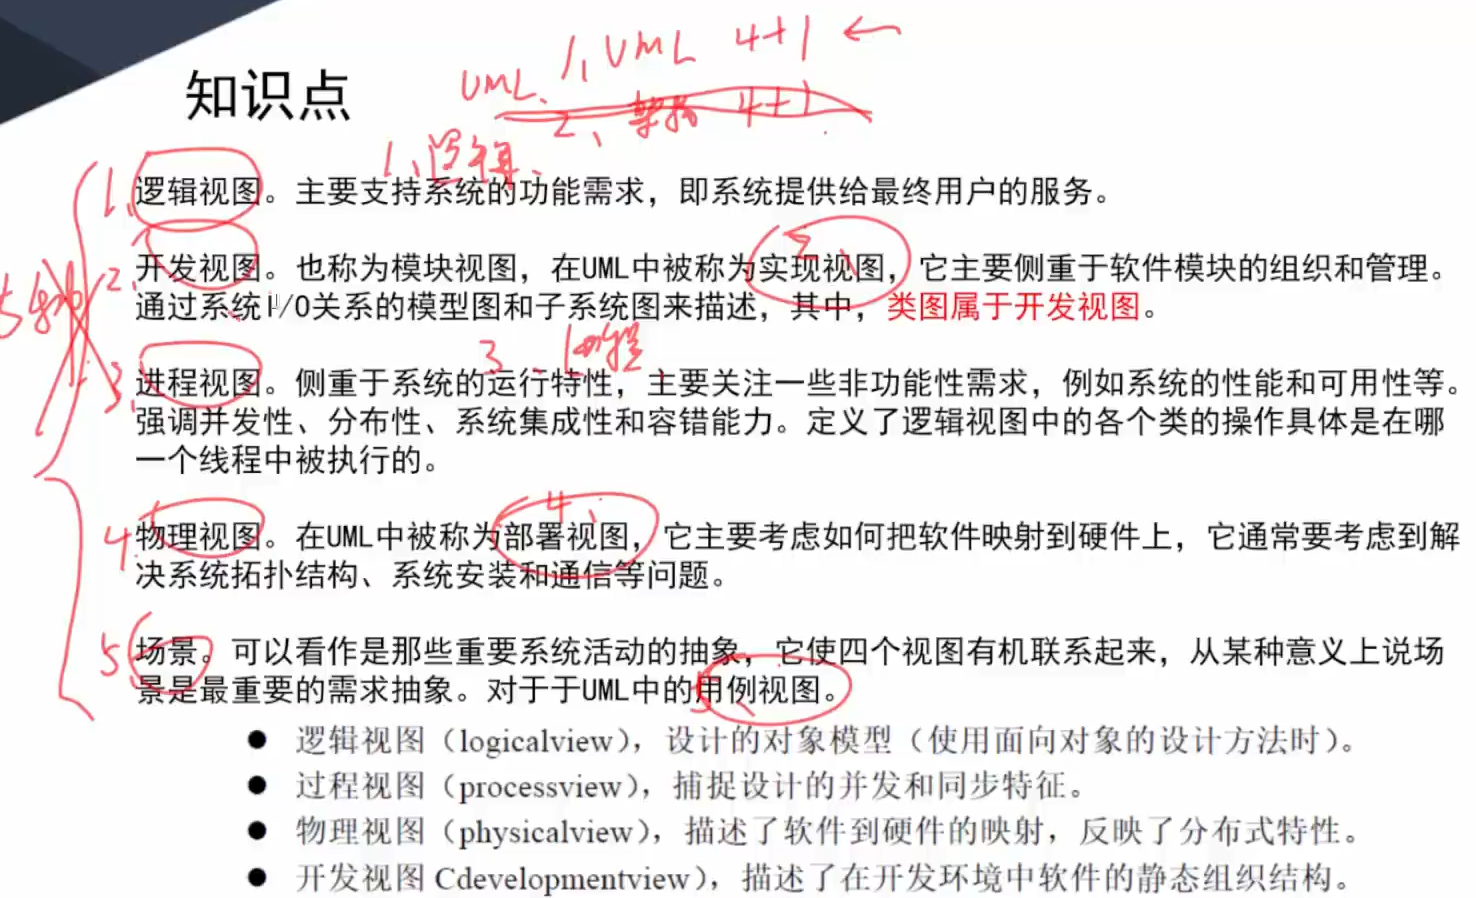 1、UML 4+1
UML、
2、架构 4+1
知识点
1、逻辑、
1、逻辑视图。主要支持系统的功能需求，即系统提供给最终用户的服务。
2、
2、开发视图。也称为模块视图，在UML中被称为实现视图，它主要侧重于软件模块的组织和管理。
通过系统I/O关系的模型图和子系统图来描述，其中，类图属于开发视图。
3、进程
3、进程视图。侧重于系统的运行特性，主要关注一些非功能性需求，例如系统的性能和可用性等。
强调并发性、分布性、系统集成性和容错能力。定义了逻辑视图中的各个类的操作具体是在哪
一个线程中被执行的。
4、
4物理视图。在UML中被称为部署视图，它主要考虑如何把软件映射到硬件上，它通常要考虑到解
决系统拓扑结构、系统安装和通信等问题。
5、场景。可以看作是那些重要系统活动的抽象，它使四个视图有机联系起来，从某种意义上说场
景是最重要的需求抽象。对于于UML中的用例视图。
5、
● 逻辑视图（logicalview），设计的对象模型（使用面向对象的设计方法时）。
● 过程视图（processview），捕捉设计的并发和同步特征。
● 物理视图（physicalview），描述了软件到硬件的映射，反映了分布式特性。
● 开发视图 Cdevelopmentview），描述了在开发环境中软件的静态组织结构。